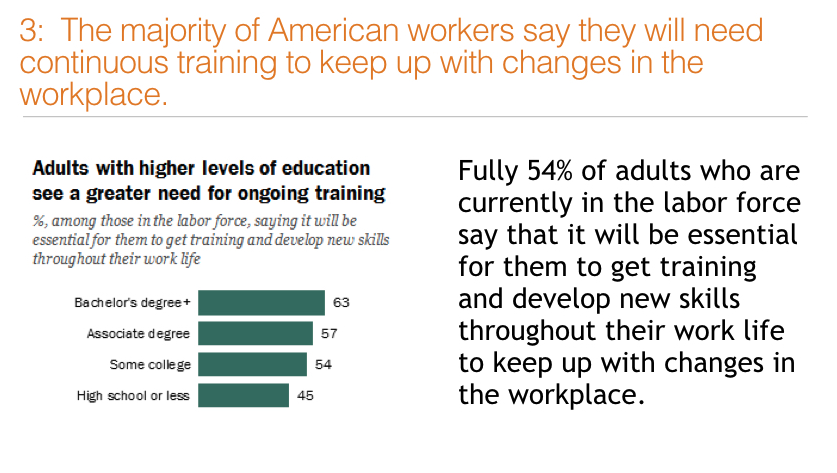 3:  The majority of American workers say they will need
continuous training to keep up with changes in the
workplace.
Adults with higher levels of education
see a greater need for ongoing training
%, among those in the labor force, saying it will be
essential for them to get training and develop new skills
throughout their work life
Bachelor's degree+ 63
Associate degree 57
Some college 54
High school or less 45
Fully 54% of adults who are
currently in the labor force
say that it will be essential
for them to get training
and develop new skills
throughout their work life
to keep up with changes in
the workplace.